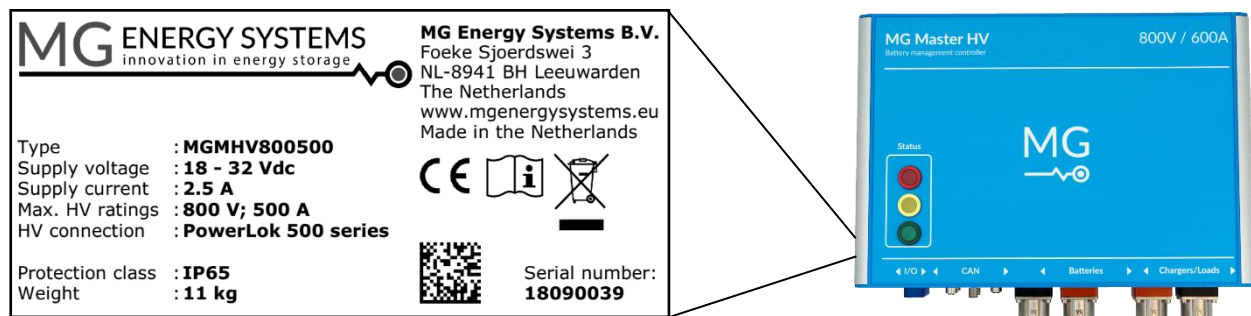 MG ENERGY SYSTEMS
innovation in energy storage
MG Energy Systems B.V.
Foeke Sjoerdswei 3
NL-8941 BH Leeuwarden
The Netherlands
www.mgenergysystems.eu
Made in the Netherlands
Type : MGMHV800500
Supply voltage : 18 - 32 Vdc
Supply current : 2.5 A
Max. HV ratings : 800 V; 500 A
HV connection : PowerLok 500 series
Protection class : IP65
Weight : 11 kg
CE
i
Serial number:
18090039
MG Master HV
Battery management controller
800V / 600A
MG
Status
I/O
CAN
Batteries
Chargers/Loads